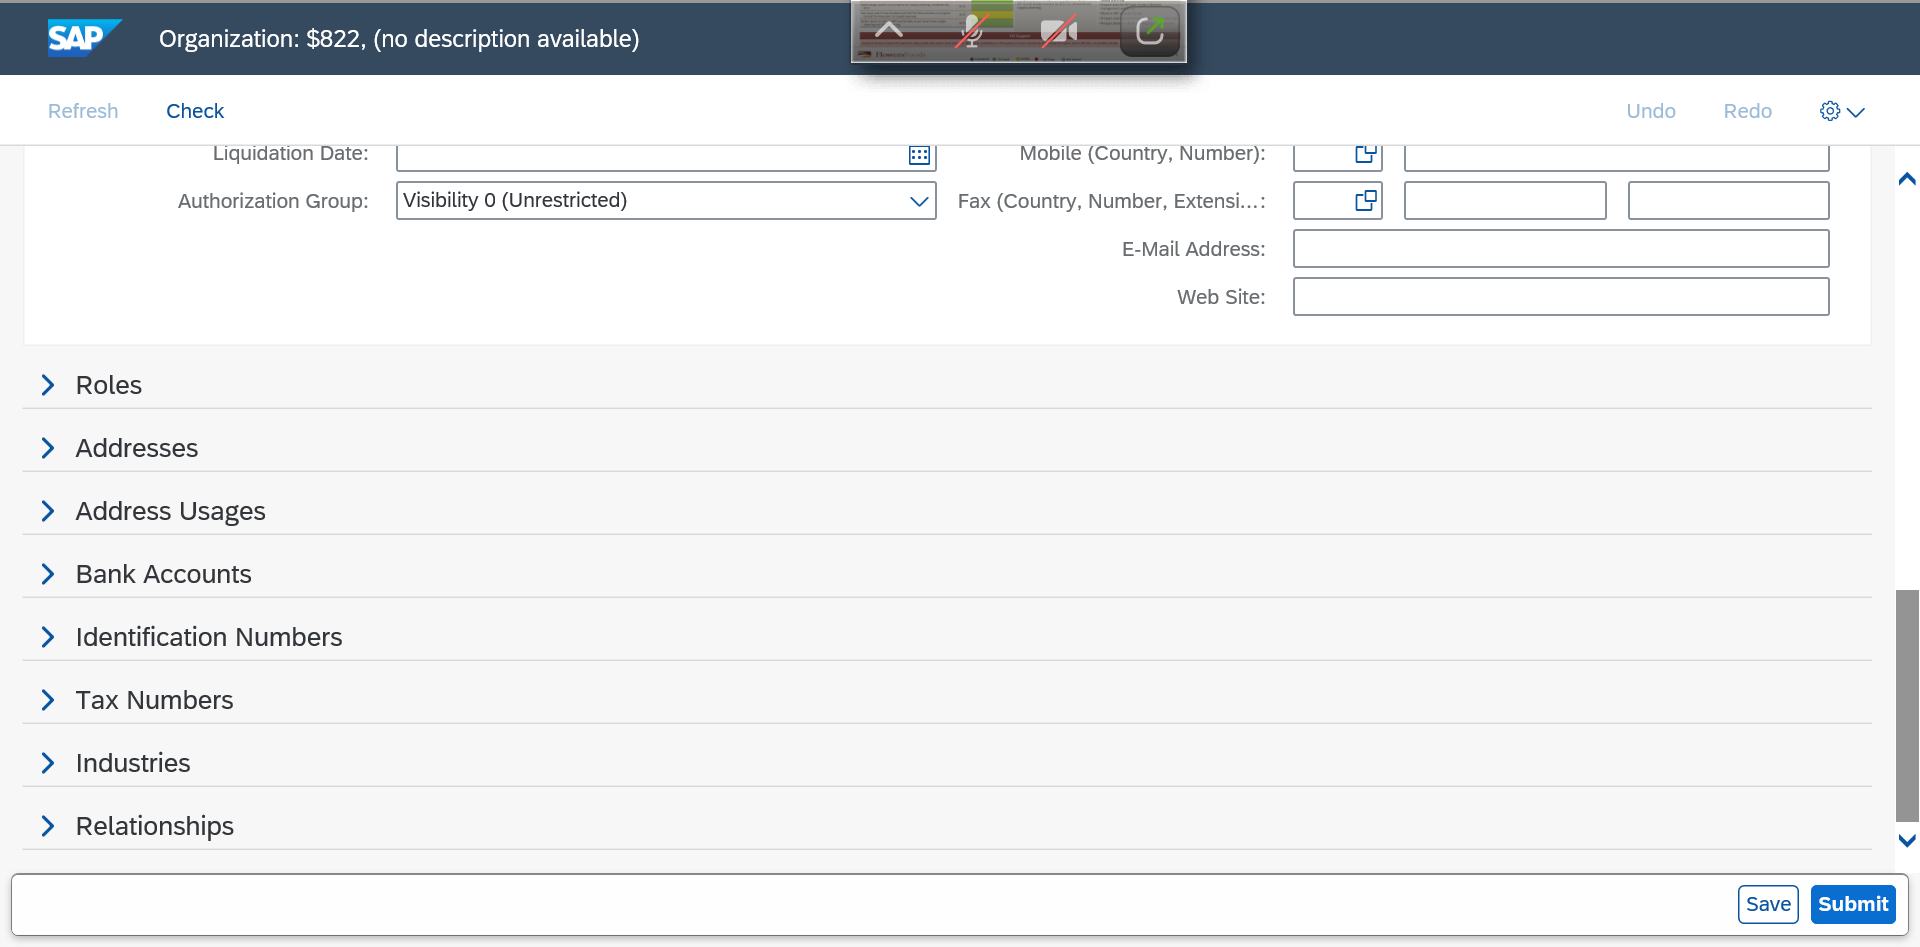 SAP Organization: $822, (no description available)
Refresh Check Undo Redo
Liquidation Date: Mobile (Country, Number):
Authorization Group: Visibility 0 (Unrestricted) Fax (Country, Number, Extensi...:
E-Mail Address:
Web Site:
Roles
Addresses
Address Usages
Bank Accounts
Identification Numbers
Tax Numbers
Industries
Relationships
Save Submit